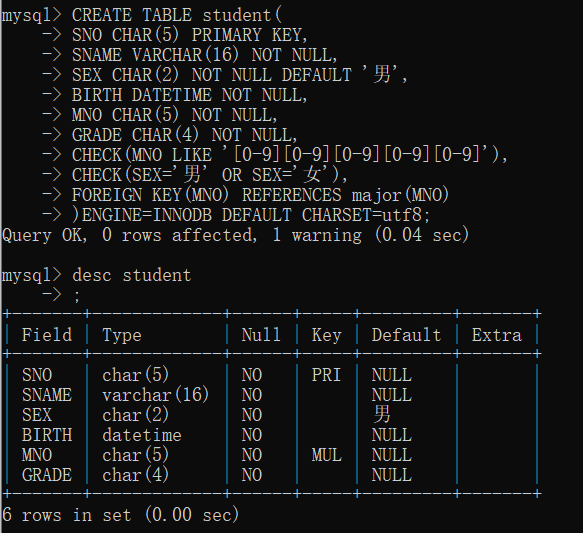 mysql> CREATE TABLE student(
    -> SNO CHAR(5) PRIMARY KEY,
    -> SNAME VARCHAR(16) NOT NULL,
    -> SEX CHAR(2) NOT NULL DEFAULT '男',
    -> BIRTH DATETIME NOT NULL,
    -> MNO CHAR(5) NOT NULL,
    -> GRADE CHAR(4) NOT NULL,
    -> CHECK(MNO LIKE '[0-9][0-9][0-9][0-9][0-9]'),
    -> CHECK(SEX='男' OR SEX='女'),
    -> FOREIGN KEY(MNO) REFERENCES major(MNO)
    -> )ENGINE=INNODB DEFAULT CHARSET=utf8;
Query OK, 0 rows affected, 1 warning (0.04 sec)
mysql> desc student
    -> ;
+-------+-------------+------+-----+---------+-------+
| Field | Type        | Null | Key | Default | Extra |
+-------+-------------+------+-----+---------+-------+
| SNO   | char(5)     | NO   | PRI | NULL    |       |
| SNAME | varchar(16) | NO   |     | NULL    |       |
| SEX   | char(2)     | NO   |     | 男      |       |
| BIRTH | datetime    | NO   |     | NULL    |       |
| MNO   | char(5)     | NO   | MUL | NULL    |       |
| GRADE | char(4)     | NO   |     | NULL    |       |
+-------+-------------+------+-----+---------+-------+
6 rows in set (0.00 sec)